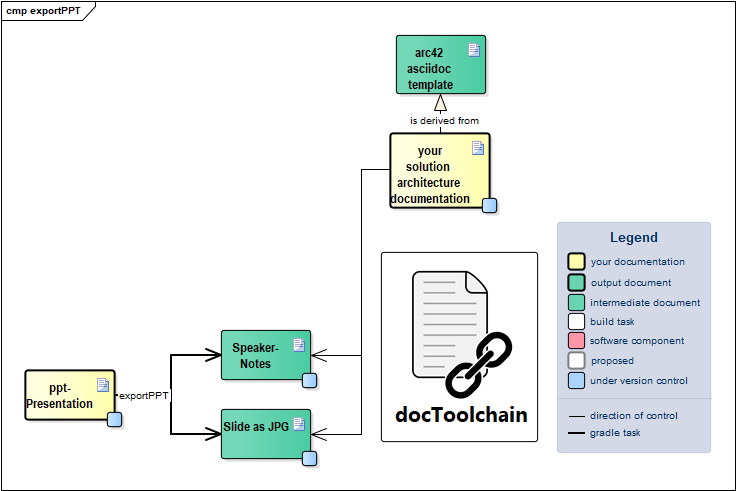 cmp exportPPT
arc42
asciidoc
template
is derived from
your
solution
architecture
documentation
Legend
your documentation
output document
intermediate document
build task
software component
proposed
under version control
direction of control
gradle task
Speaker-
Notes
ppt-
Presentation
exportPPT
Slide as JPG
docToolchain